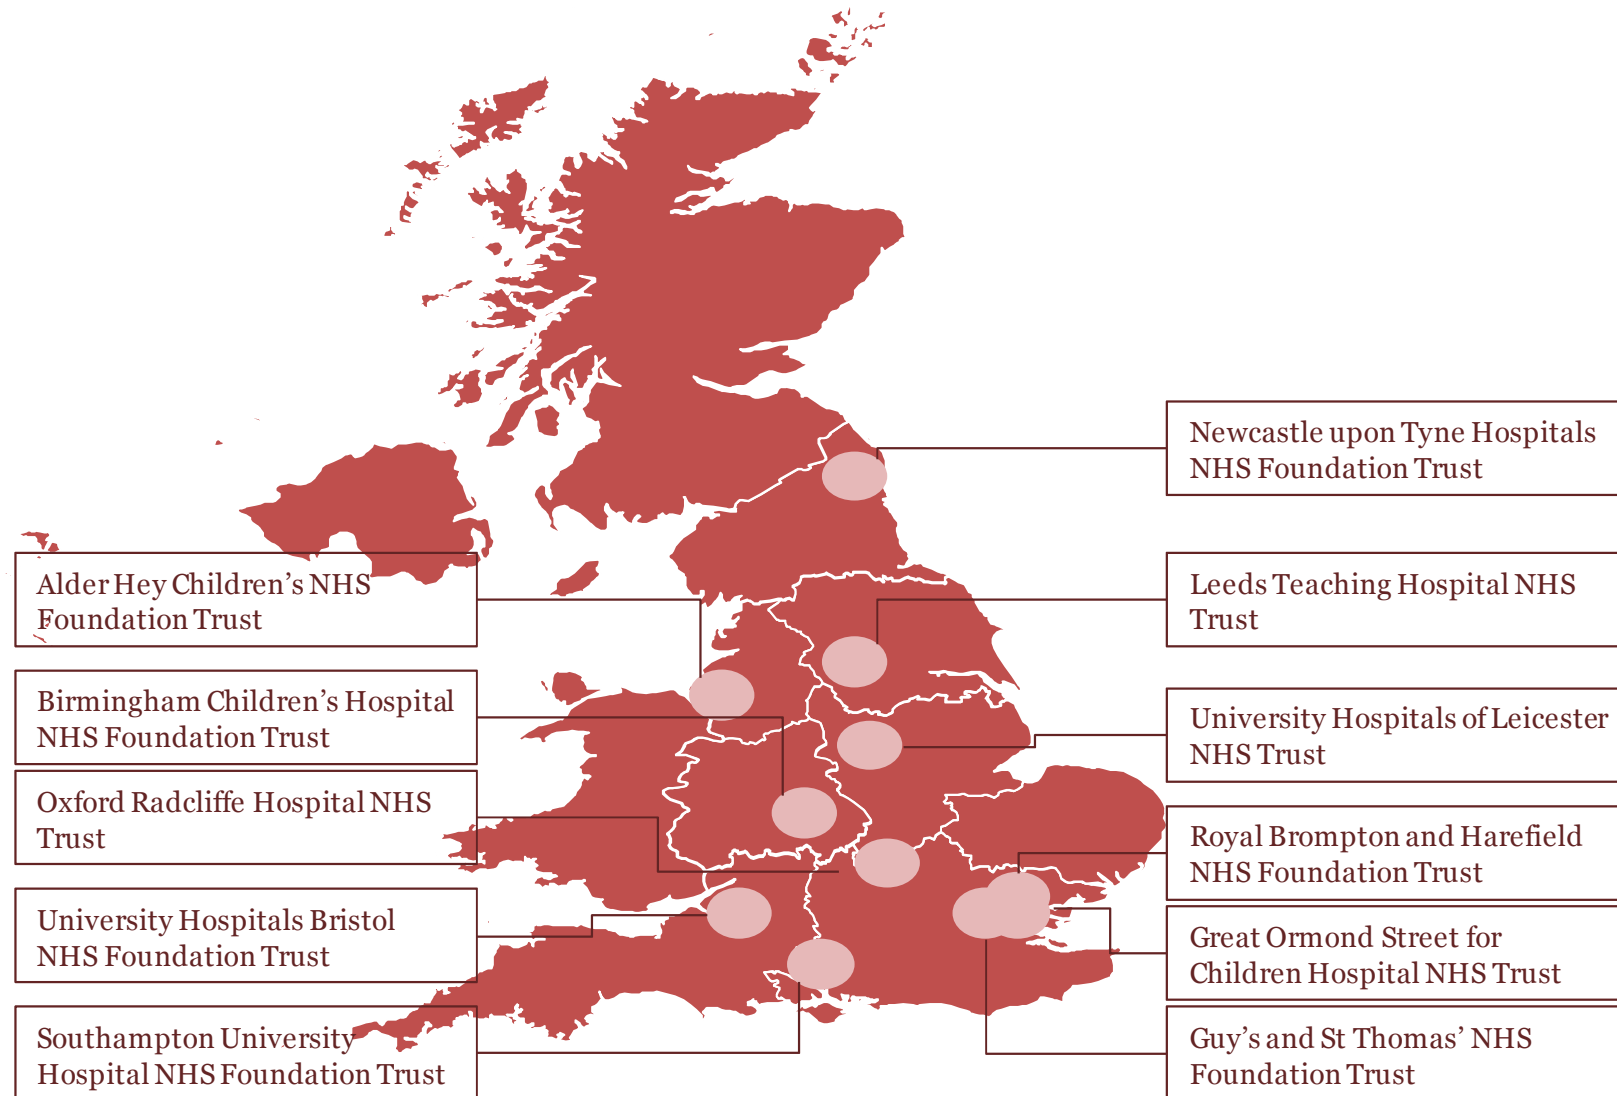 Newcastle upon Tyne Hospitals
NHS Foundation Trust
Alder Hey Children’s NHS
Foundation Trust
Leeds Teaching Hospital NHS
Trust
Birmingham Children’s Hospital
NHS Foundation Trust
University Hospitals of Leicester
NHS Trust
Oxford Radcliffe Hospital NHS
Trust
Royal Brompton and Harefield
NHS Foundation Trust
University Hospitals Bristol
NHS Foundation Trust
Great Ormond Street for
Children Hospital NHS Trust
Southampton University
Hospital NHS Foundation Trust
Guy’s and St Thomas’ NHS
Foundation Trust